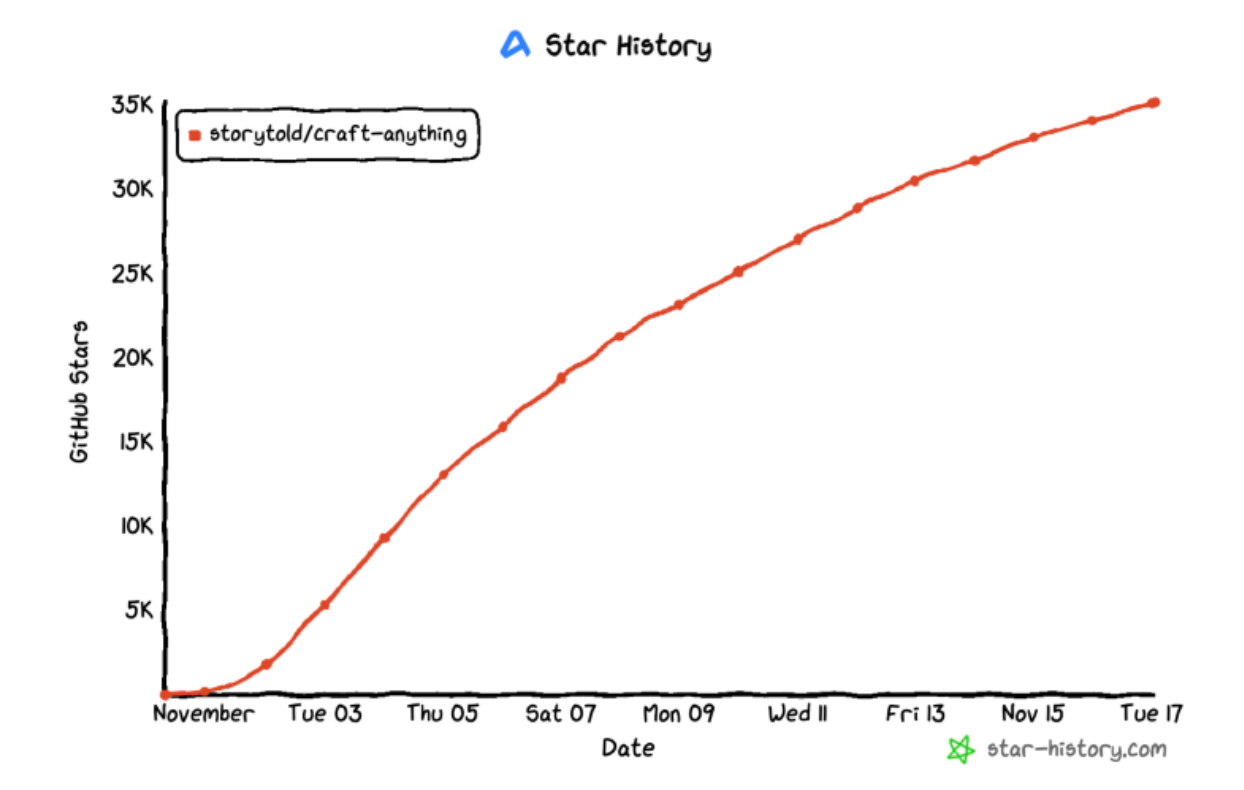 Star History
storytold/craft-anything
35K
30K
25K
20K
15K
10K
5K
GitHub Stars
November Tue 03 Thu 05 Sat 07 Mon 09 Wed 11 Fri 13 Nov 15 Tue 17
Date
star-history.com